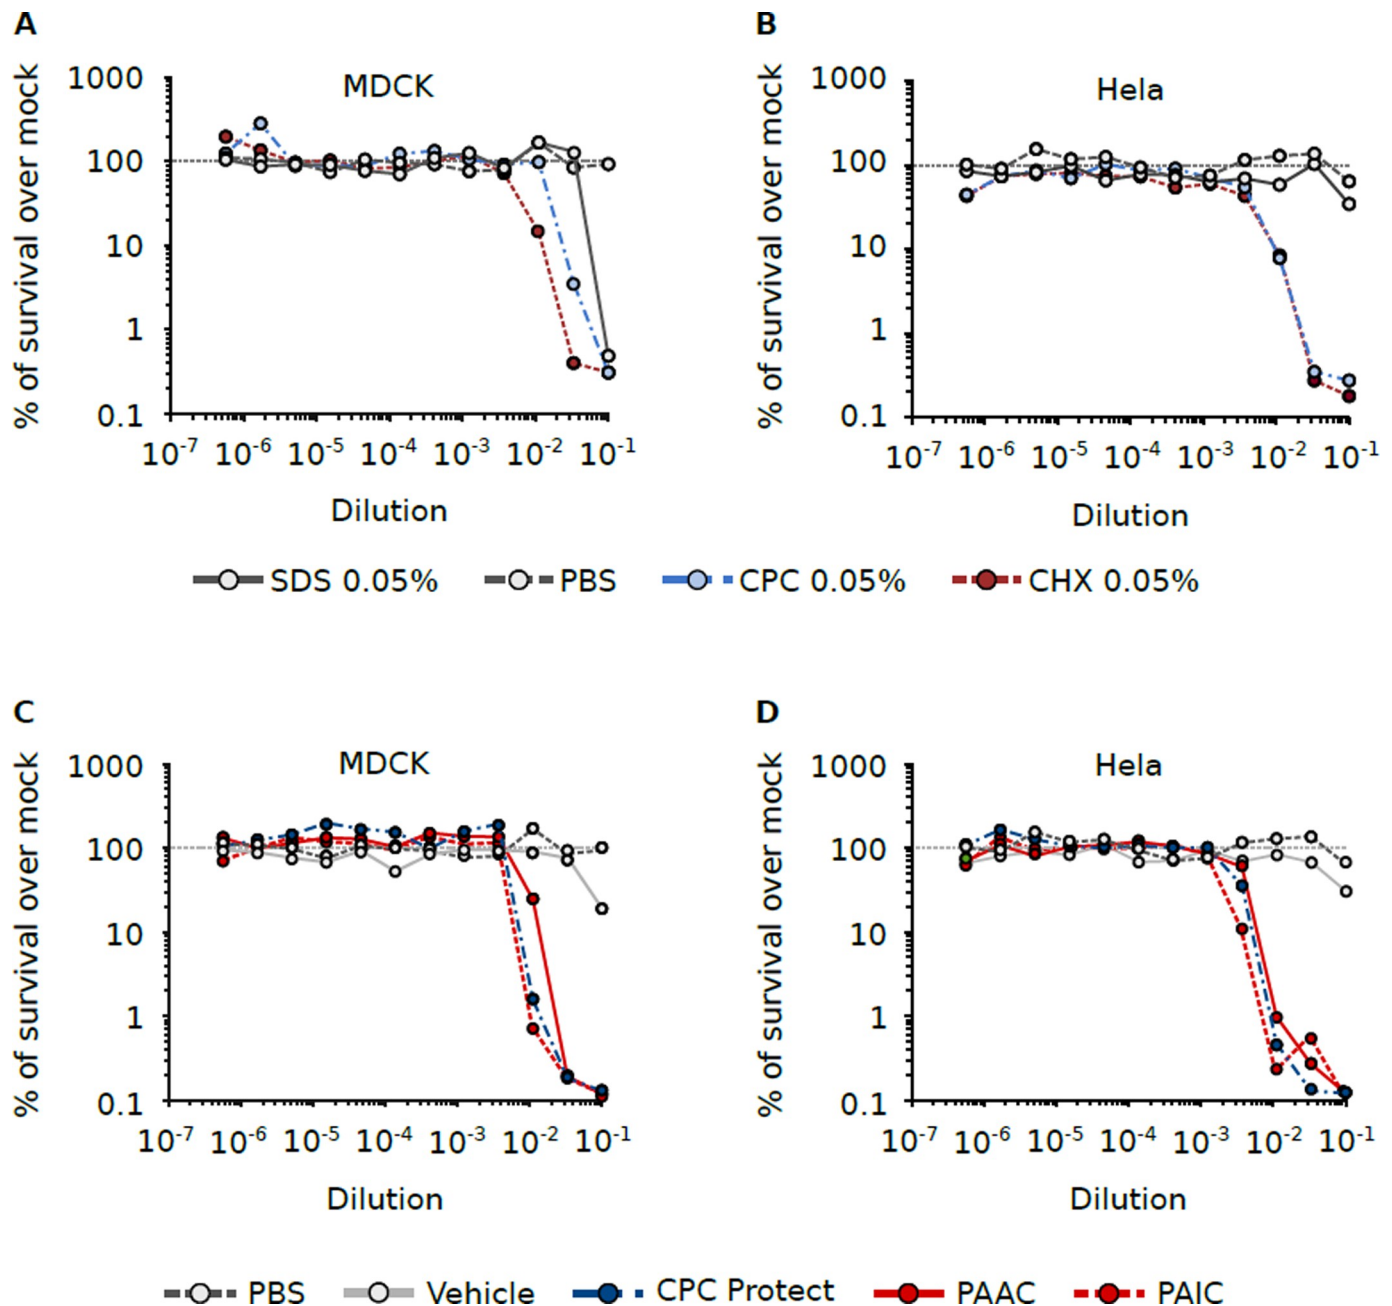 A
B
MDCK
Hela
% of survival over mock
1000
100
10
1
0.1
% of survival over mock
1000
100
10
1
0.1
10-7 10-6 10-5 10-4 10-3 10-2 10-1
10-7 10-6 10-5 10-4 10-3 10-2 10-1
Dilution
Dilution
SDS 0.05% PBS CPC 0.05% CHX 0.05%
C
D
MDCK
Hela
% of survival over mock
1000
100
10
1
0.1
% of survival over mock
1000
100
10
1
0.1
10-7 10-6 10-5 10-4 10-3 10-2 10-1
10-7 10-6 10-5 10-4 10-3 10-2 10-1
Dilution
Dilution
PBS Vehicle CPC Protect PAAC PAIC